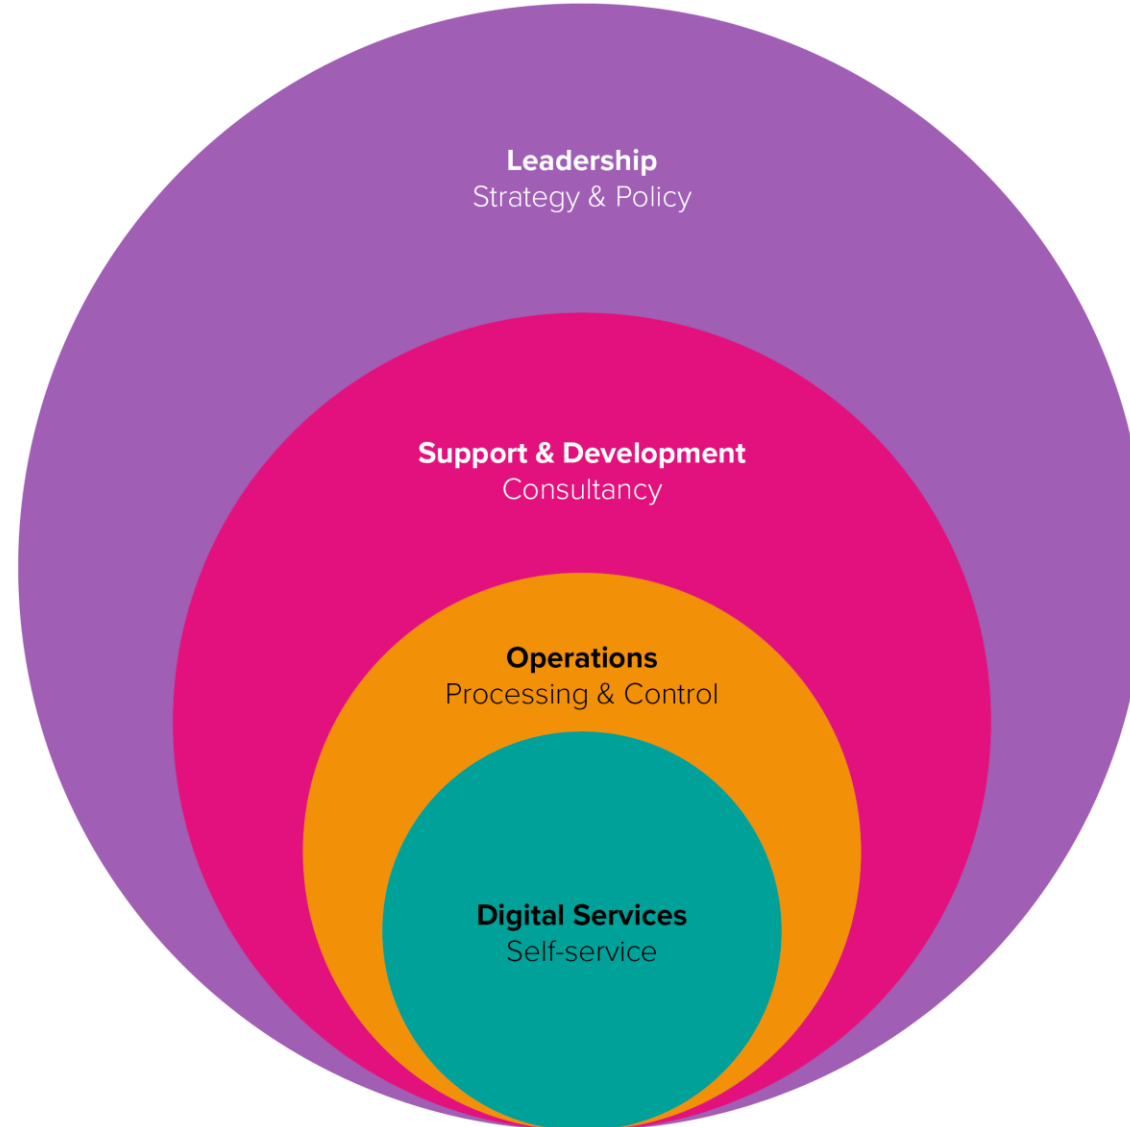 Leadership
Strategy & Policy
Support & Development
Consultancy
Operations
Processing & Control
Digital Services
Self-service